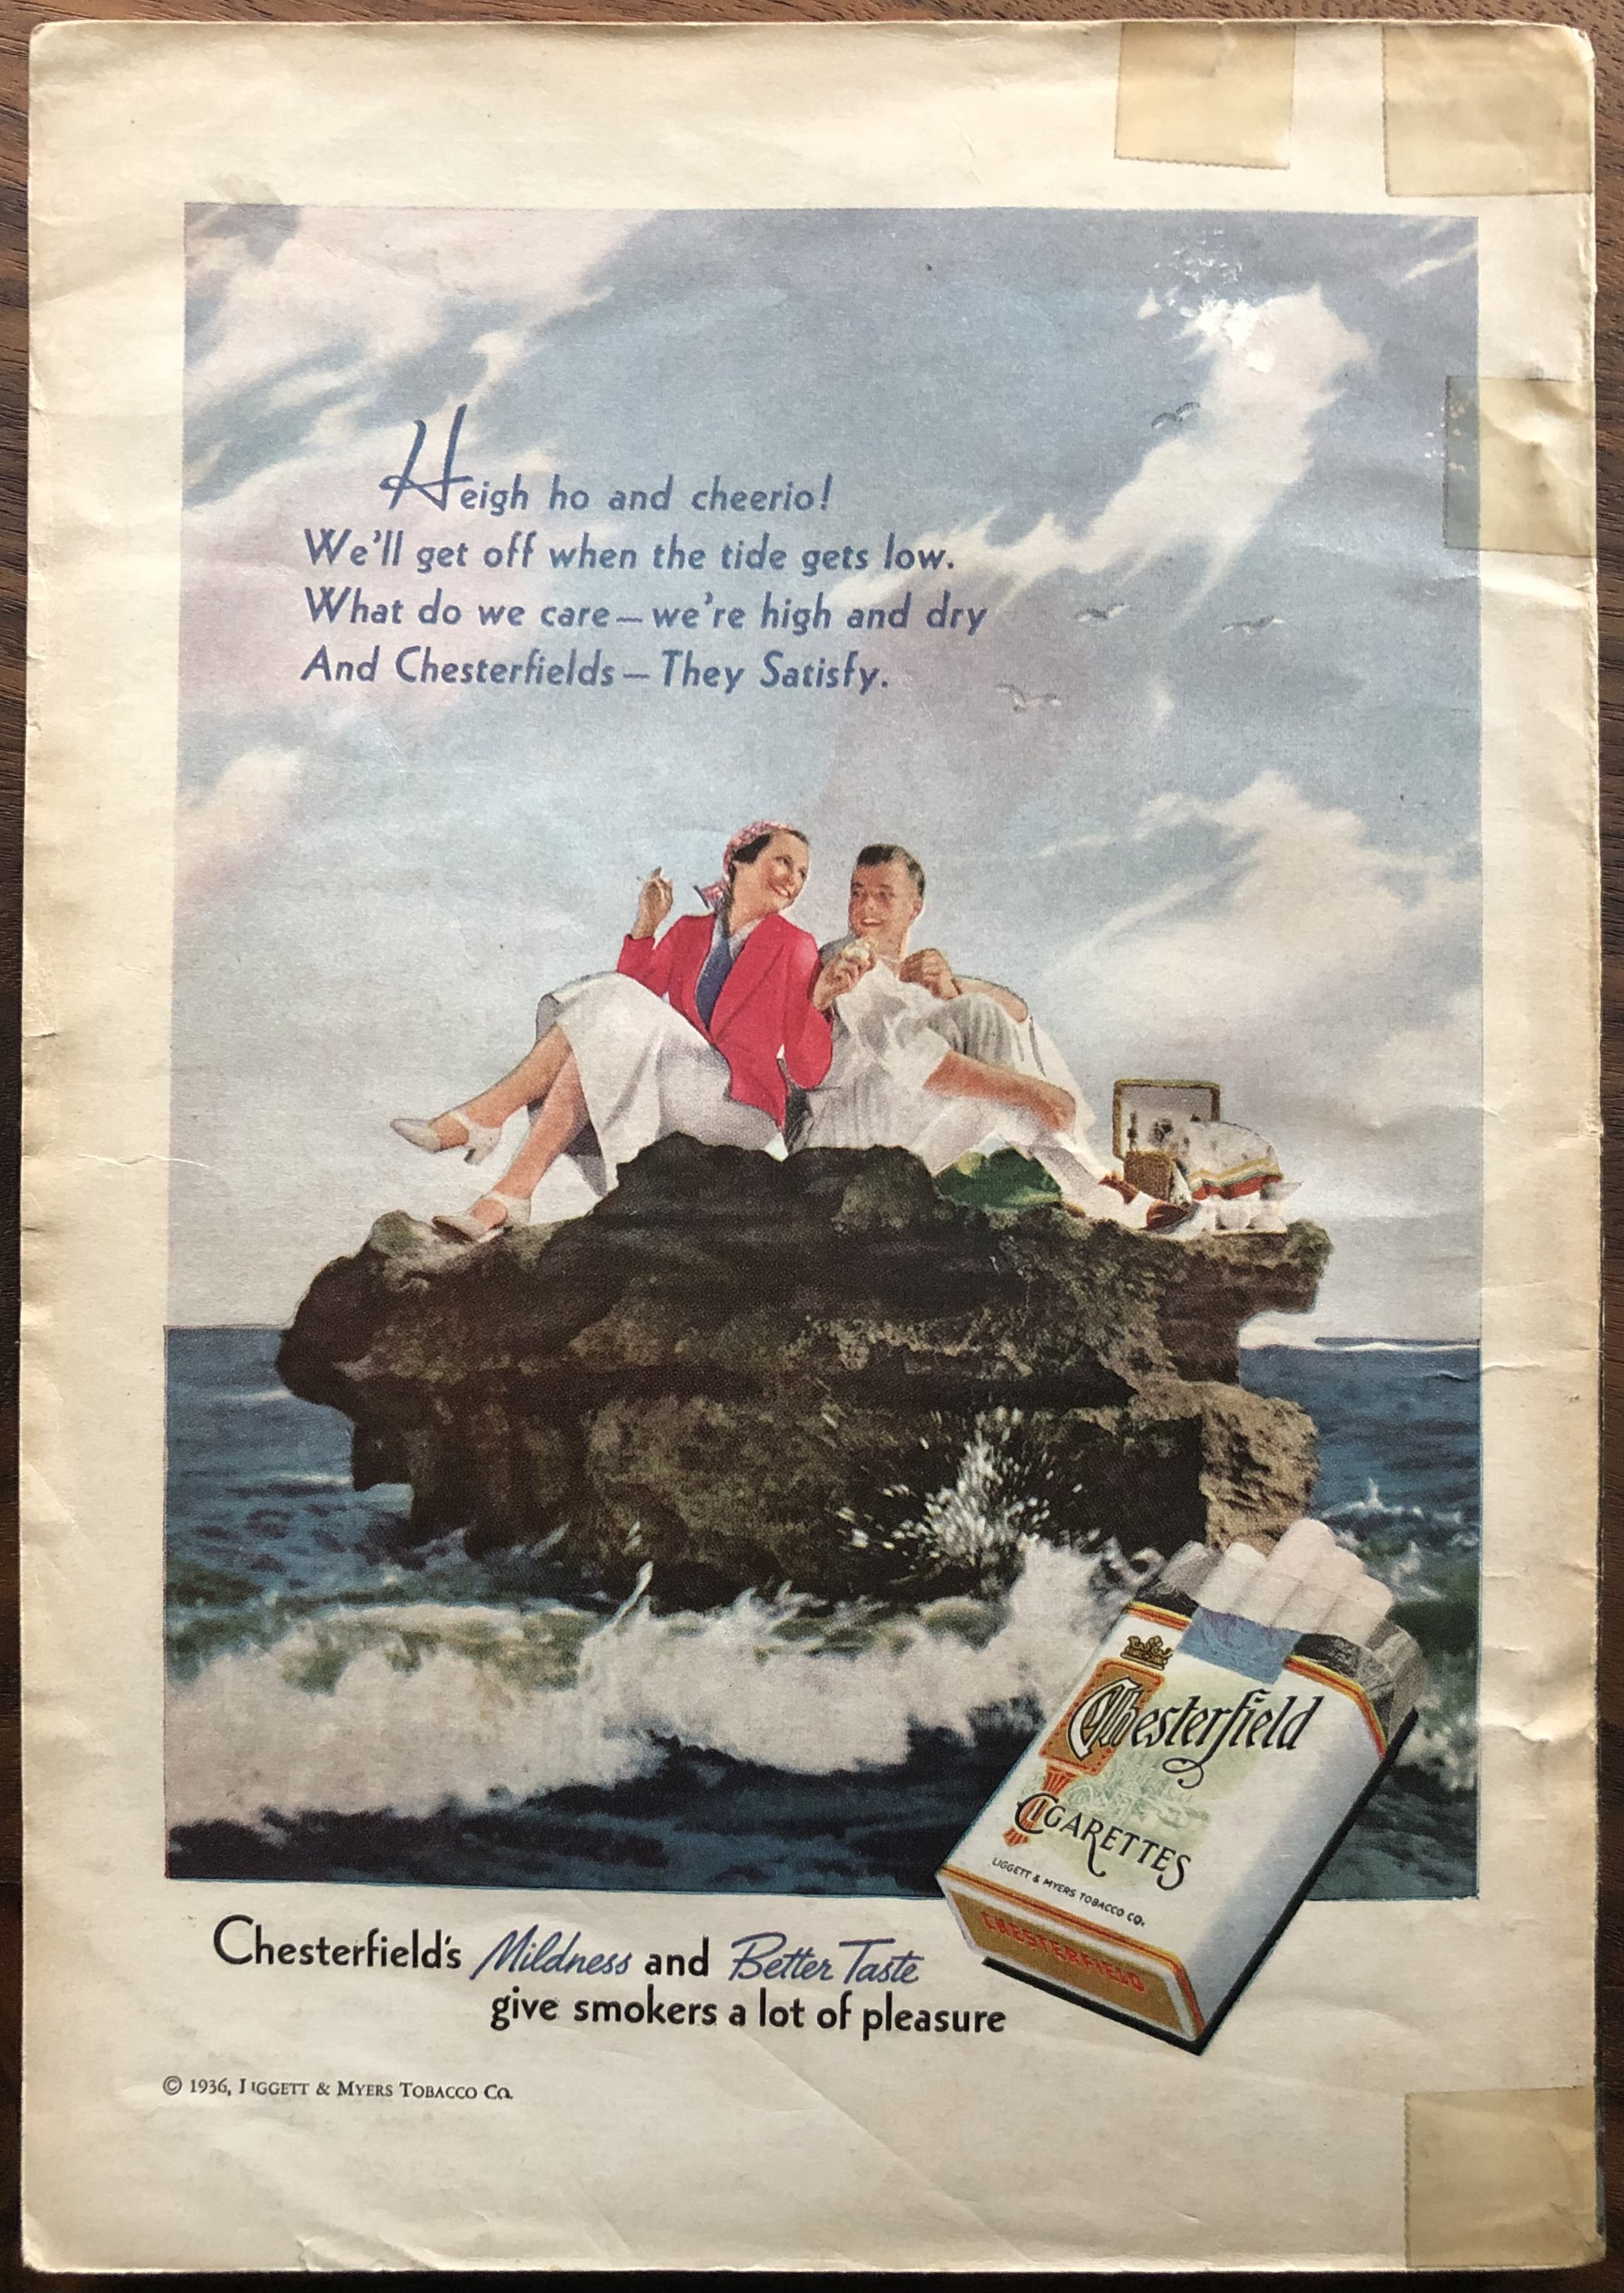 Heigh ho and cheerio!
We'll get off when the tide gets low.
What do we care—we're high and dry
And Chesterfields—They Satisfy.
Chesterfield
CIGARETTES
LIGGETT & MYERS TOBACCO CO.
CHESTERFIELD
Chesterfield's Mildness and Better Taste
give smokers a lot of pleasure
© 1936, LIGGETT & MYERS TOBACCO CO.